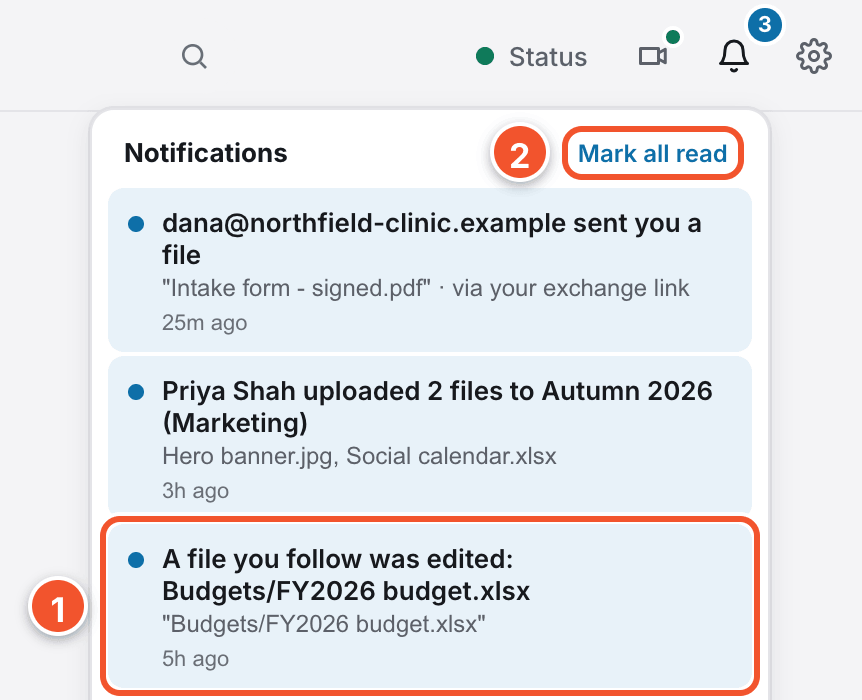 Status
3
Notifications
2
Mark all read
dana@northfield-clinic.example sent you a
file
"Intake form - signed.pdf" · via your exchange link
25m ago
Priya Shah uploaded 2 files to Autumn 2026
(Marketing)
Hero banner.jpg, Social calendar.xlsx
3h ago
1
A file you follow was edited:
Budgets/FY2026 budget.xlsx
"Budgets/FY2026 budget.xlsx"
5h ago